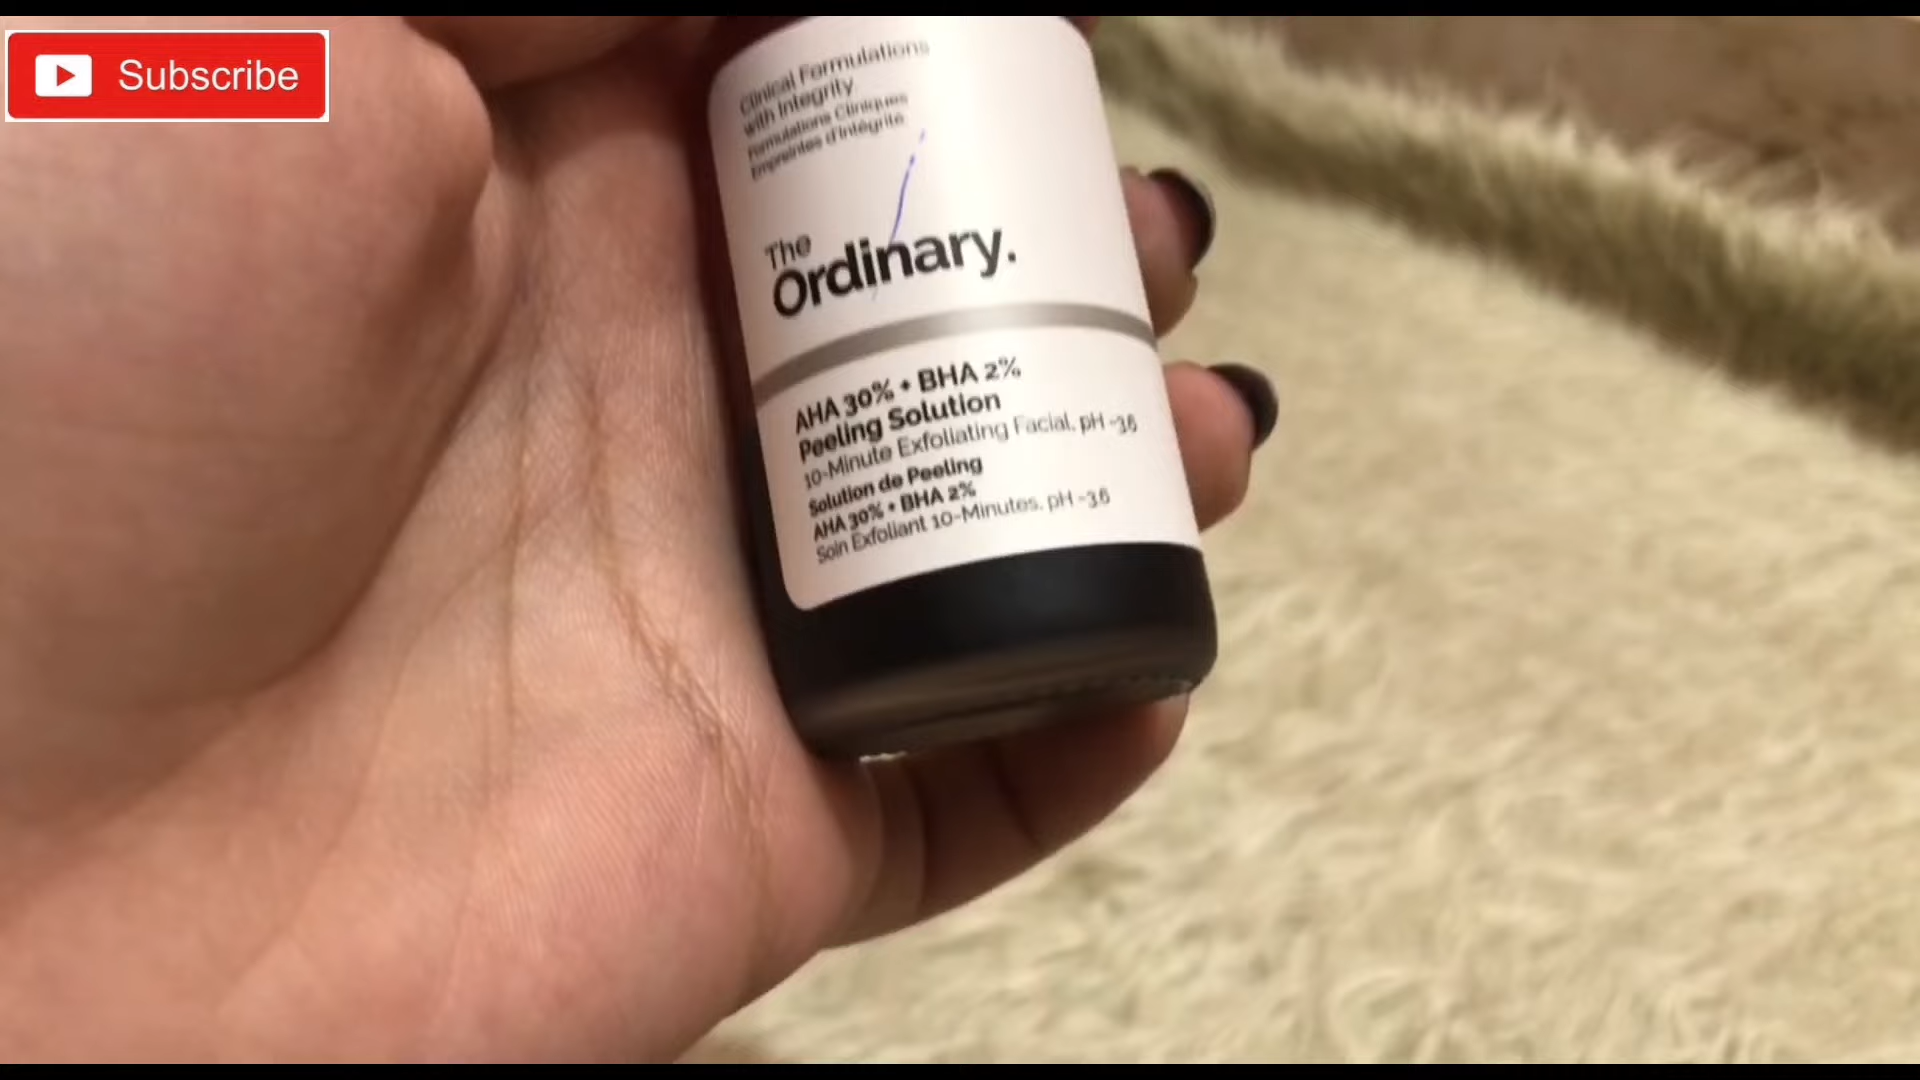 Subscribe
Clinical Formulations
with Integrity
Formulations Cliniques
Empreintes d'Intégrité
The
Ordinary.
AHA 30% + BHA 2%
Peeling Solution
10-Minute Exfoliating Facial, pH ~3.6
Solution de Peeling
AHA 30% + BHA 2%
Soin Exfoliant 10-Minutes, pH ~3.6